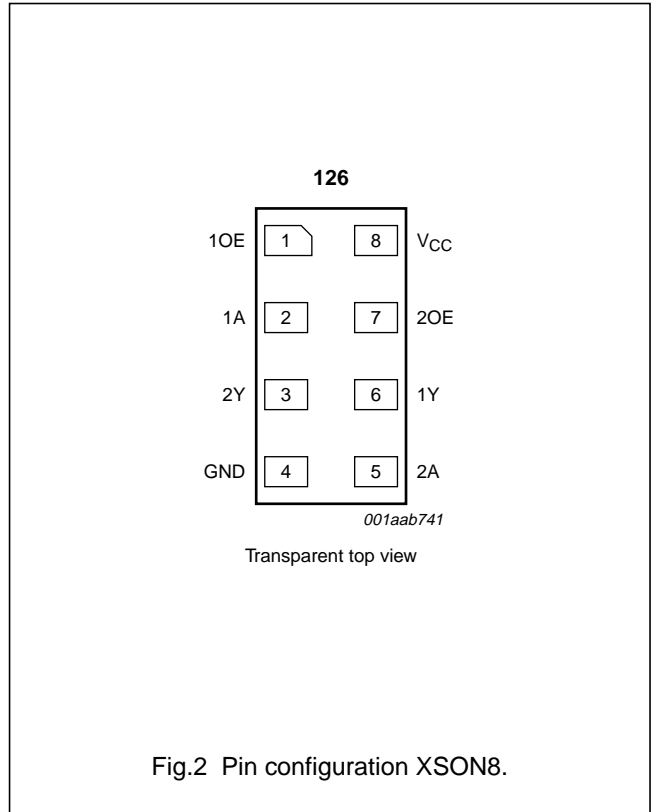 126
1OE 1 8 VCC
1A 2 7 2OE
2Y 3 6 1Y
GND 4 5 2A
001aab741
Transparent top view
Fig.2 Pin configuration XSON8.